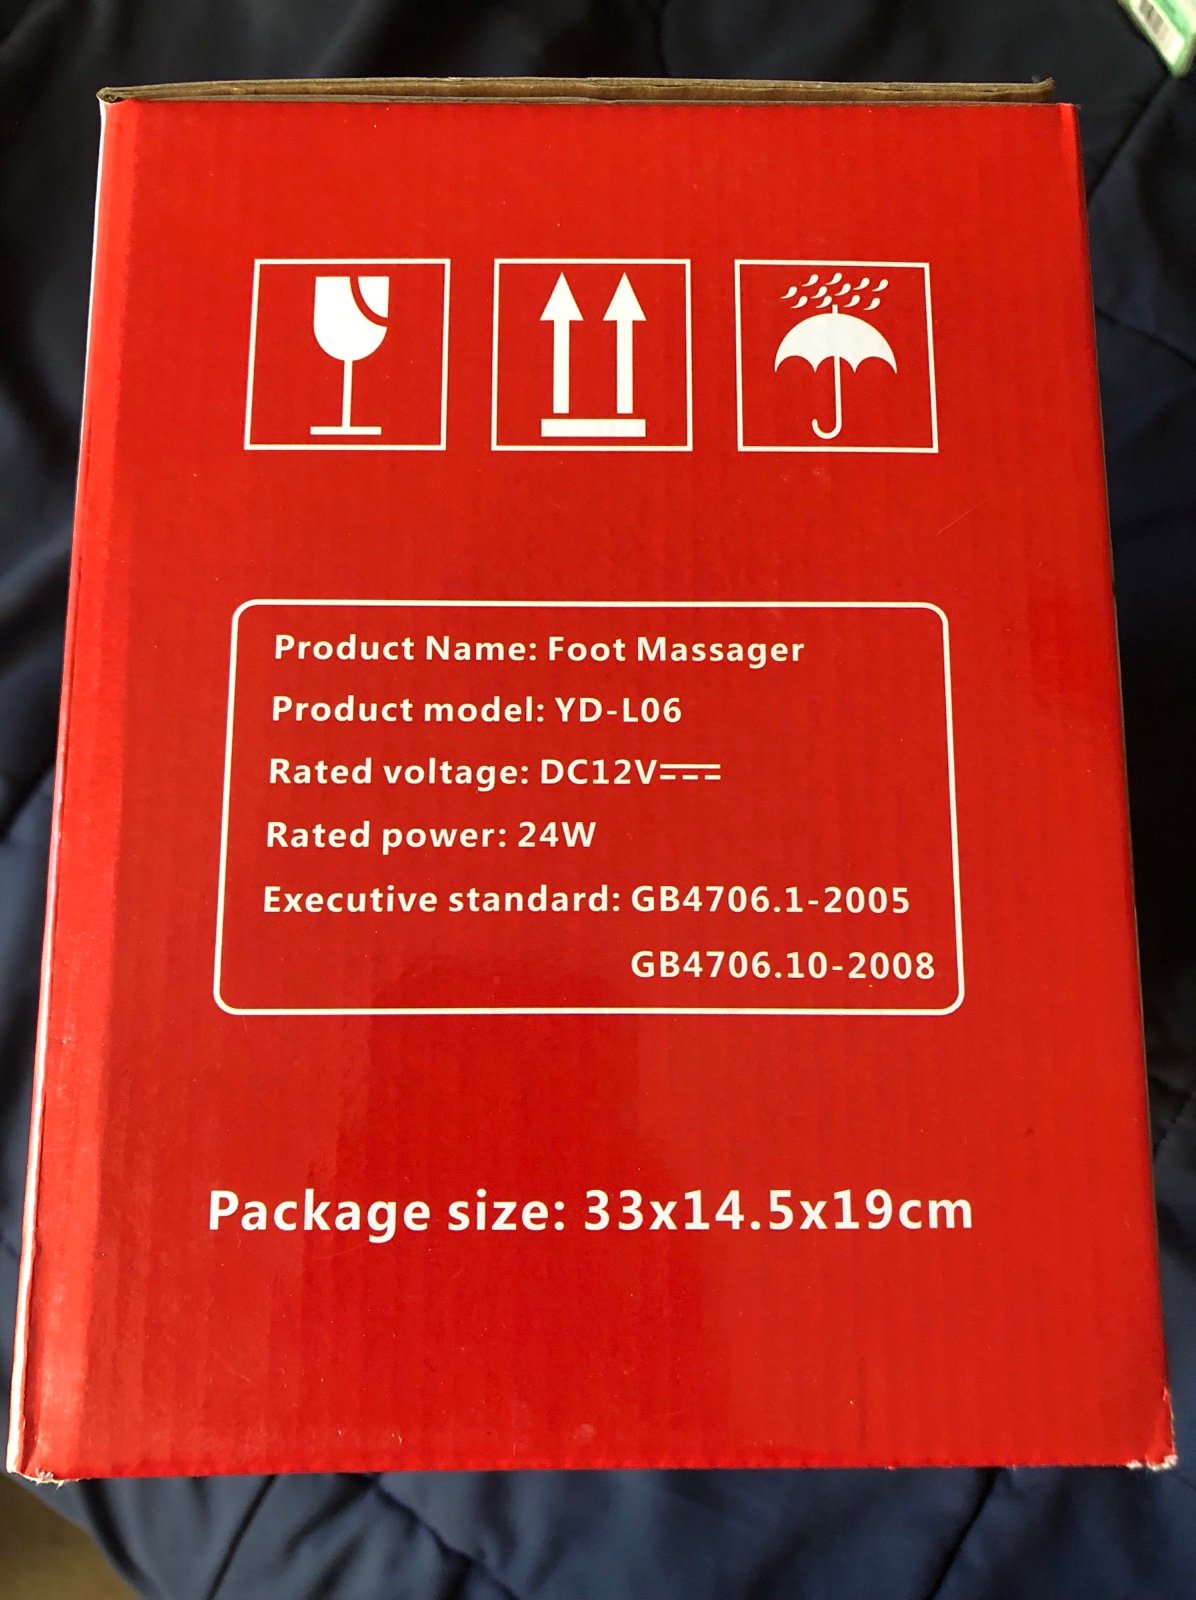 Product Name: Foot Massager
Product model: YD-L06
Rated voltage: DC12V⎓
Rated power: 24W
Executive standard: GB4706.1-2005
GB4706.10-2008
Package size: 33x14.5x19cm